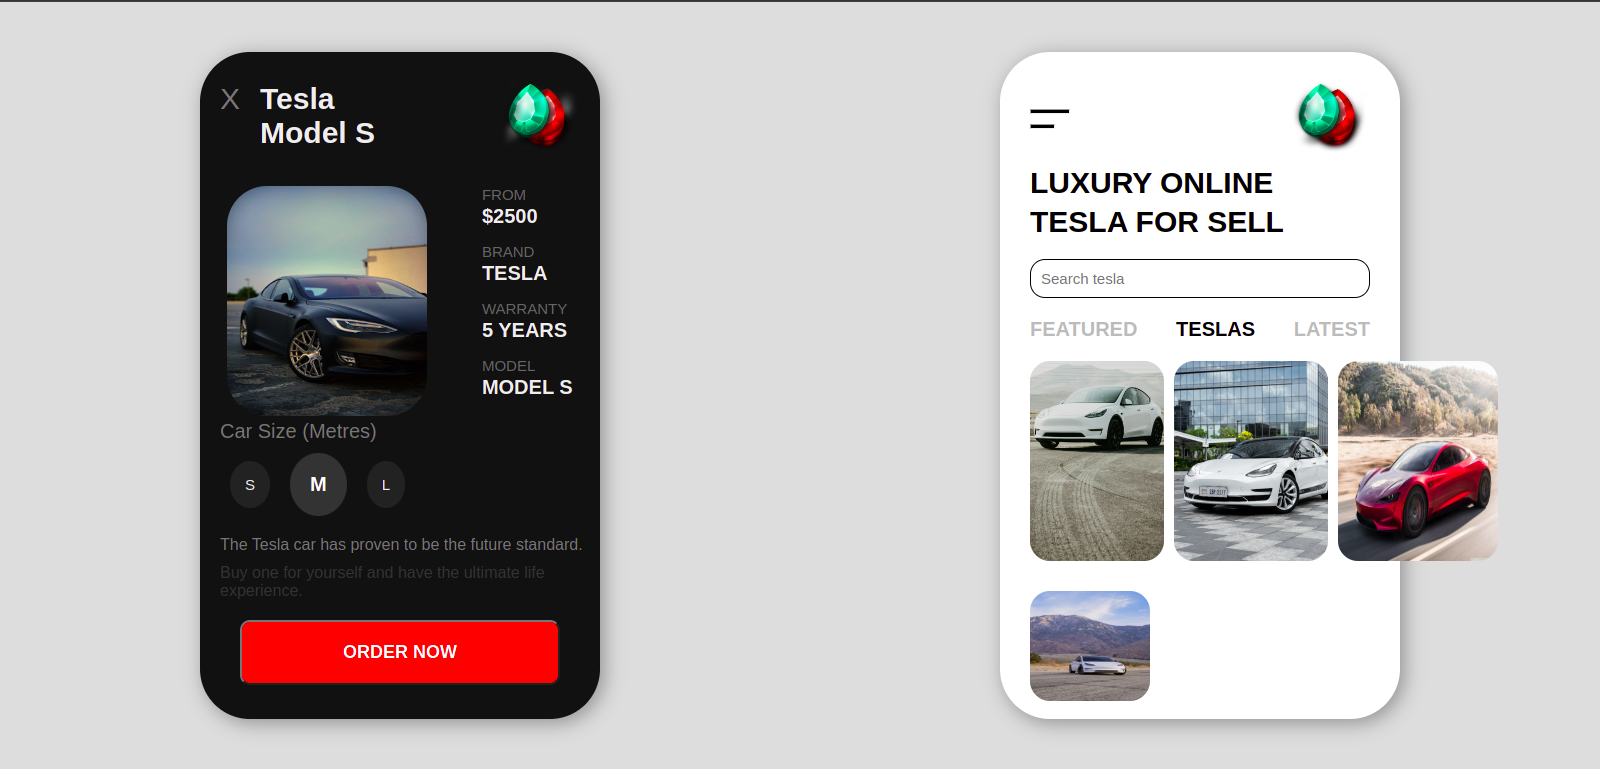 X
Tesla
Model S
FROM
$2500
BRAND
TESLA
WARRANTY
5 YEARS
MODEL
MODEL S
Car Size (Metres)
S M L
The Tesla car has proven to be the future standard.
Buy one for yourself and have the ultimate life
experience.
ORDER NOW
LUXURY ONLINE
TESLA FOR SELL
Search tesla
FEATURED TESLAS LATEST